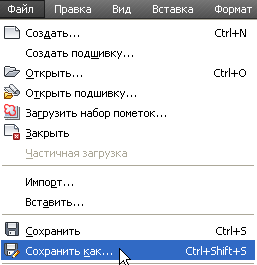 Файл Правка Вид Вставка Формат
Создать... Ctrl+N
Создать подшивку...
Открыть... Ctrl+O
Открыть подшивку...
Загрузить набор пометок...
Закрыть
Частичная загрузка
Импорт...
Вставить...
Сохранить Ctrl+S
Сохранить как... Ctrl+Shift+S